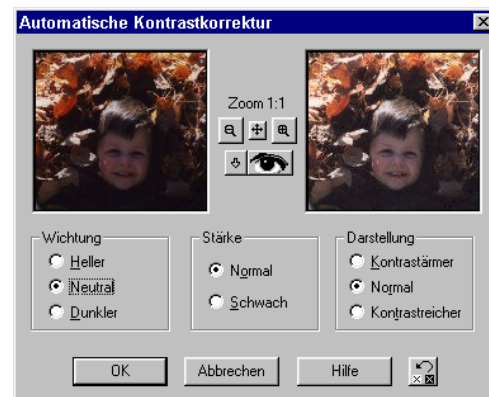 Automatische Kontrastkorrektur
Zoom 1:1
Wichtung
Heller
Neutral
Dunkler
Stärke
Normal
Schwach
Darstellung
Kontrastärmer
Normal
Kontrastreicher
OK
Abbrechen
Hilfe